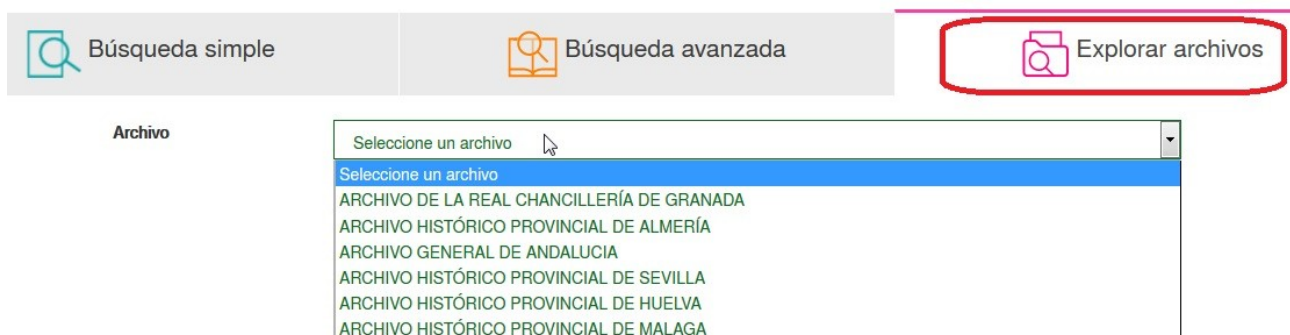 Búsqueda simple
Búsqueda avanzada
Explorar archivos
Archivo
Seleccione un archivo
Seleccione un archivo
ARCHIVO DE LA REAL CHANCILLERÍA DE GRANADA
ARCHIVO HISTÓRICO PROVINCIAL DE ALMERÍA
ARCHIVO GENERAL DE ANDALUCIA
ARCHIVO HISTÓRICO PROVINCIAL DE SEVILLA
ARCHIVO HISTÓRICO PROVINCIAL DE HUELVA
ARCHIVO HISTÓRICO PROVINCIAL DE MALAGA